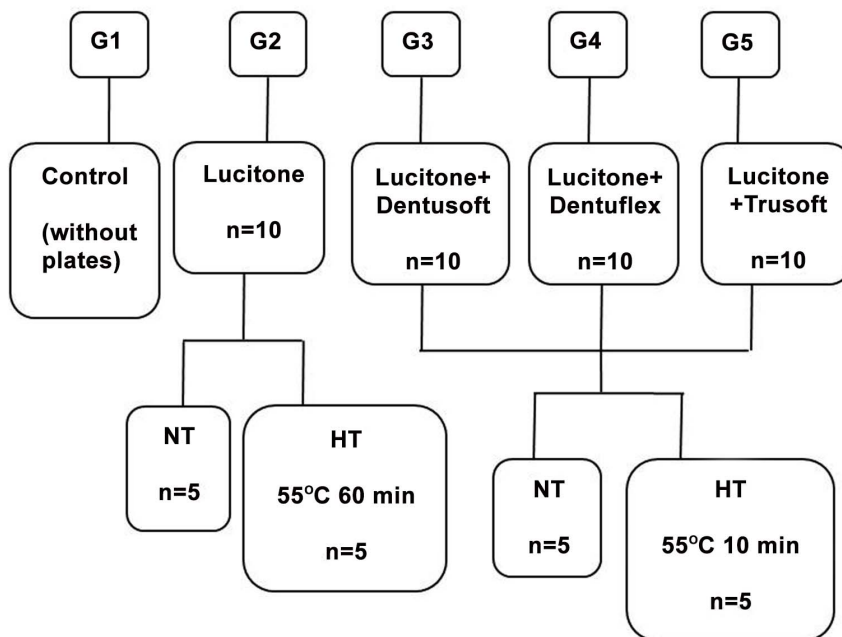 G1
G2
G3
G4
G5
Control
(without
plates)
Lucitone
n=10
Lucitone+
Dentusoft
n=10
Lucitone+
Dentuflex
n=10
Lucitone
+Trusoft
n=10
NT
n=5
HT
55°C 60 min
n=5
NT
n=5
HT
55°C 10 min
n=5